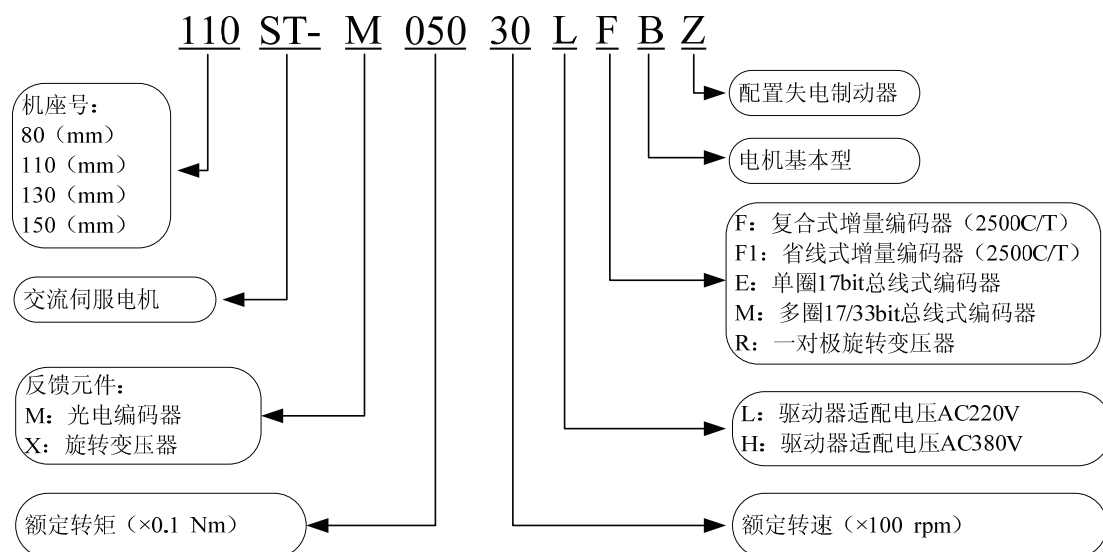 110 ST- M 050 30 L F B Z
机座号：
80（mm）
110（mm）
130（mm）
150（mm）
交流伺服电机
反馈元件：
M：光电编码器
X：旋转变压器
额定转矩（×0.1 Nm）
配置失电制动器
电机基本型
F：复合式增量编码器（2500C/T）
F1：省线式增量编码器（2500C/T）
E：单圈17bit总线式编码器
M：多圈17/33bit总线式编码器
R：一对极旋转变压器
L：驱动器适配电压AC220V
H：驱动器适配电压AC380V
额定转速（×100 rpm）